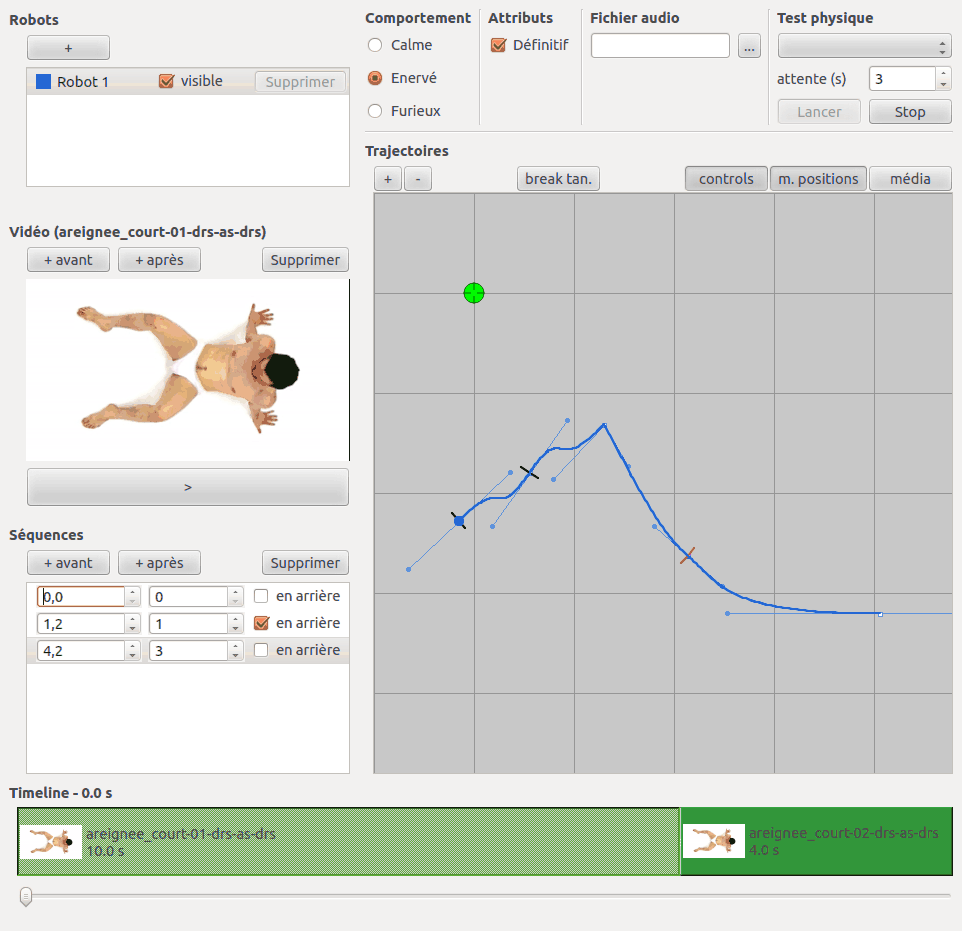 Robots
+
Robot 1 visible Supprimer
Comportement
Calme
Enervé
Furieux
Attributs
Définitif
Fichier audio
...
Test physique
attente (s) 3
Lancer Stop
Trajectoires
+ - break tan. controls m. positions média
Vidéo (areignee_court-01-drs-as-drs)
+ avant + après Supprimer
>
Séquences
+ avant + après Supprimer
0,0 0 en arrière
1,2 1 en arrière
4,2 3 en arrière
Timeline - 0.0 s
areignee_court-01-drs-as-drs
10.0 s
areignee_court-02-drs-as-drs
4.0 s